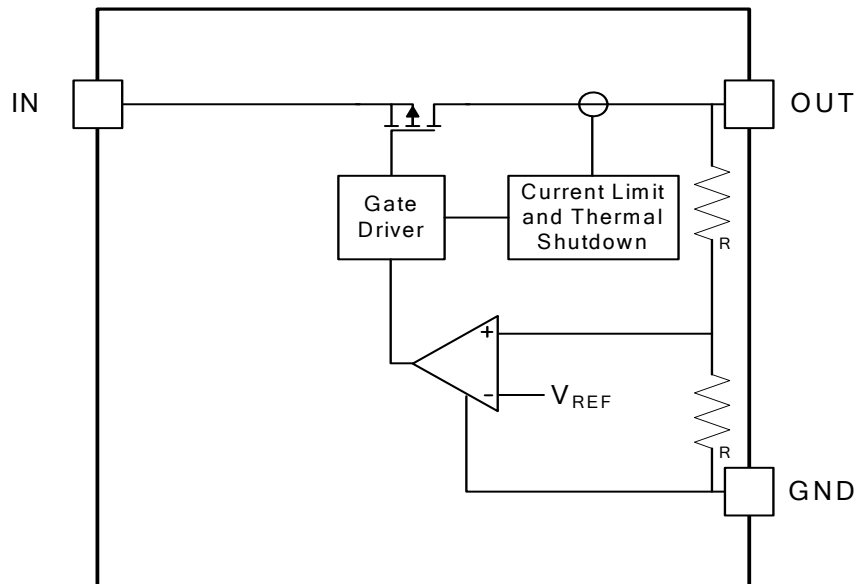 IN
OUT
Gate
Driver
Current Limit
and Thermal
Shutdown
R
+
-
VREF
R
GND